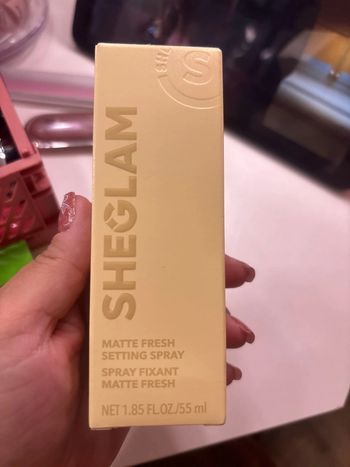 S
SHEGLAM
MATTE FRESH
SETTING SPRAY
SPRAY FIXANT
MATTE FRESH
NET 1.85 FL.OZ./55 ml